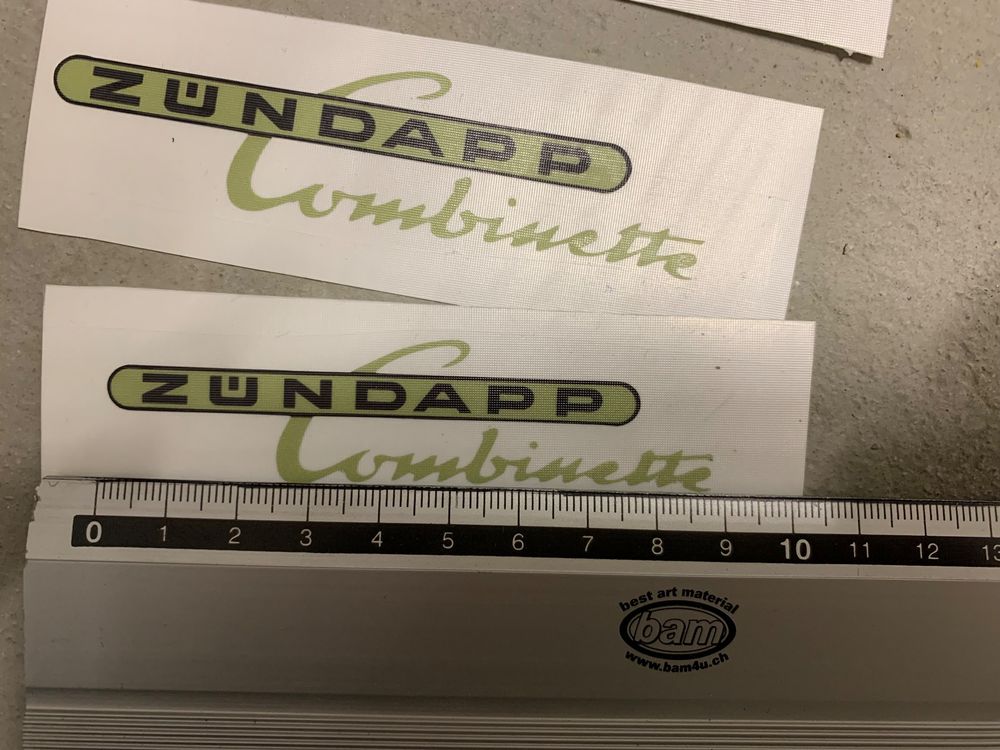 ZÜNDAPP
Combinette
ZÜNDAPP
Combinette
0 1 2 3 4 5 6 7 8 9 10 11 12 13
best art material
bam
www.bam4u.ch